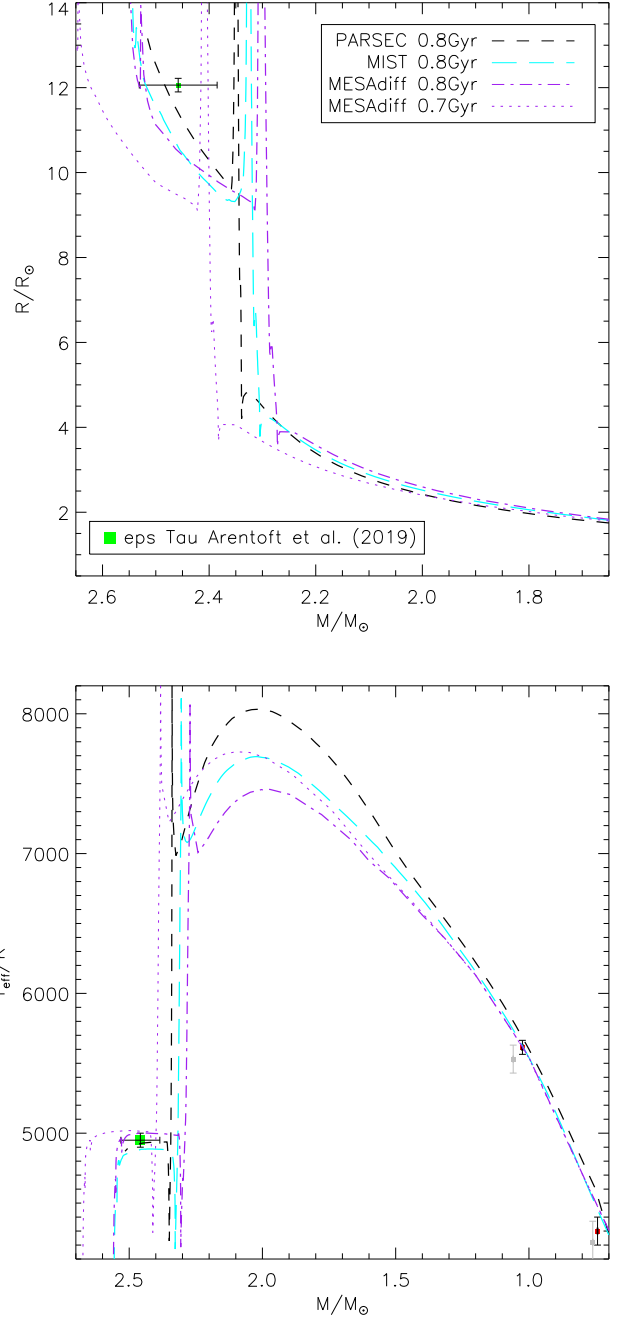 14
12
10
8
6
4
2
R/R⊙
PARSEC 0.8Gyr
MIST 0.8Gyr
MESAdiff 0.8Gyr
MESAdiff 0.7Gyr
eps Tau Arentoft et al. (2019)
2.6 2.4 2.2 2.0 1.8
M/M⊙
8000
7000
6000
5000
eff/
2.5 2.0 1.5 1.0
M/M⊙